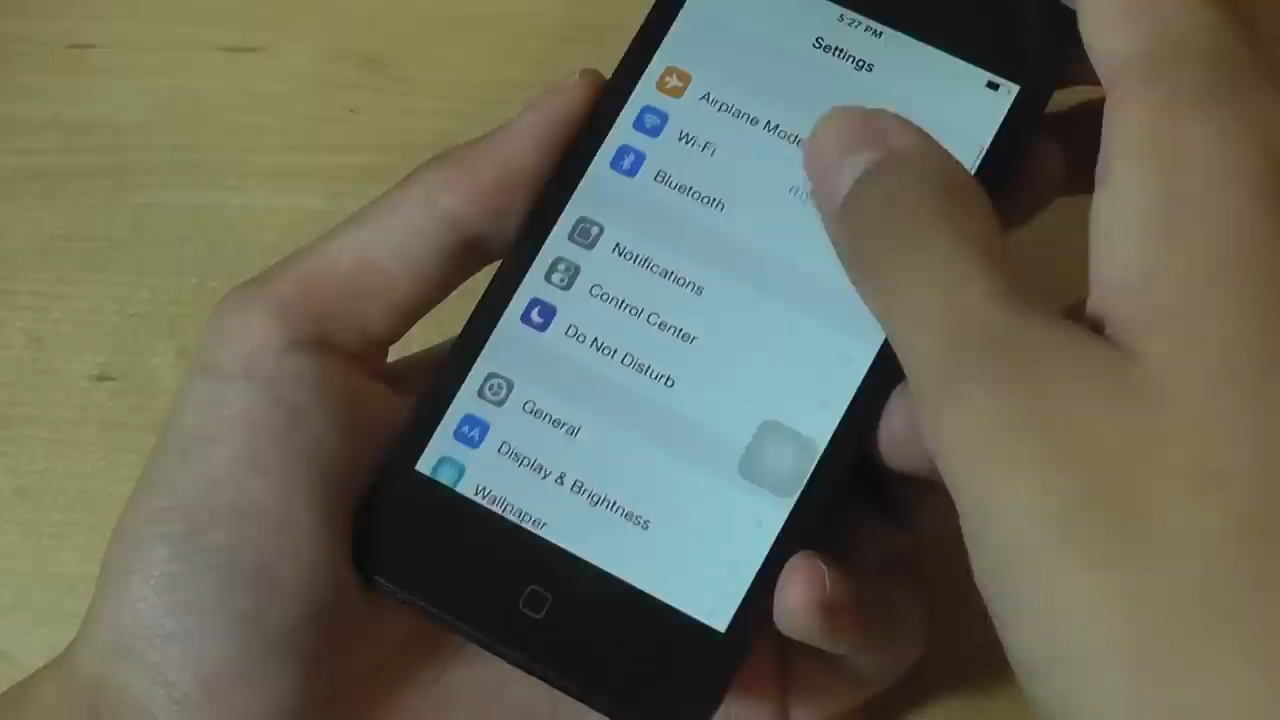 5:27 PM
Settings
Airplane Mode
Wi-Fi
Bluetooth
Notifications
Control Center
Do Not Disturb
General
AA
Display & Brightness
Wallpaper